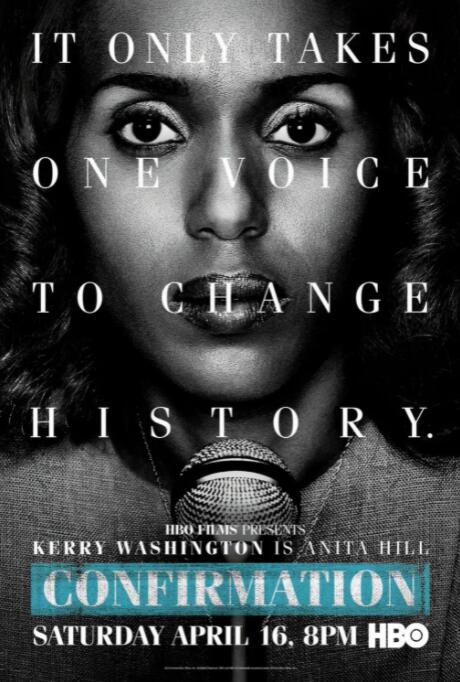 IT ONLY TAKES
ONE VOICE
TO CHANGE
HISTORY.
HBO FILMS PRESENTS
KERRY WASHINGTON IS ANITA HILL
CONFIRMATION
SATURDAY APRIL 16, 8PM HBO